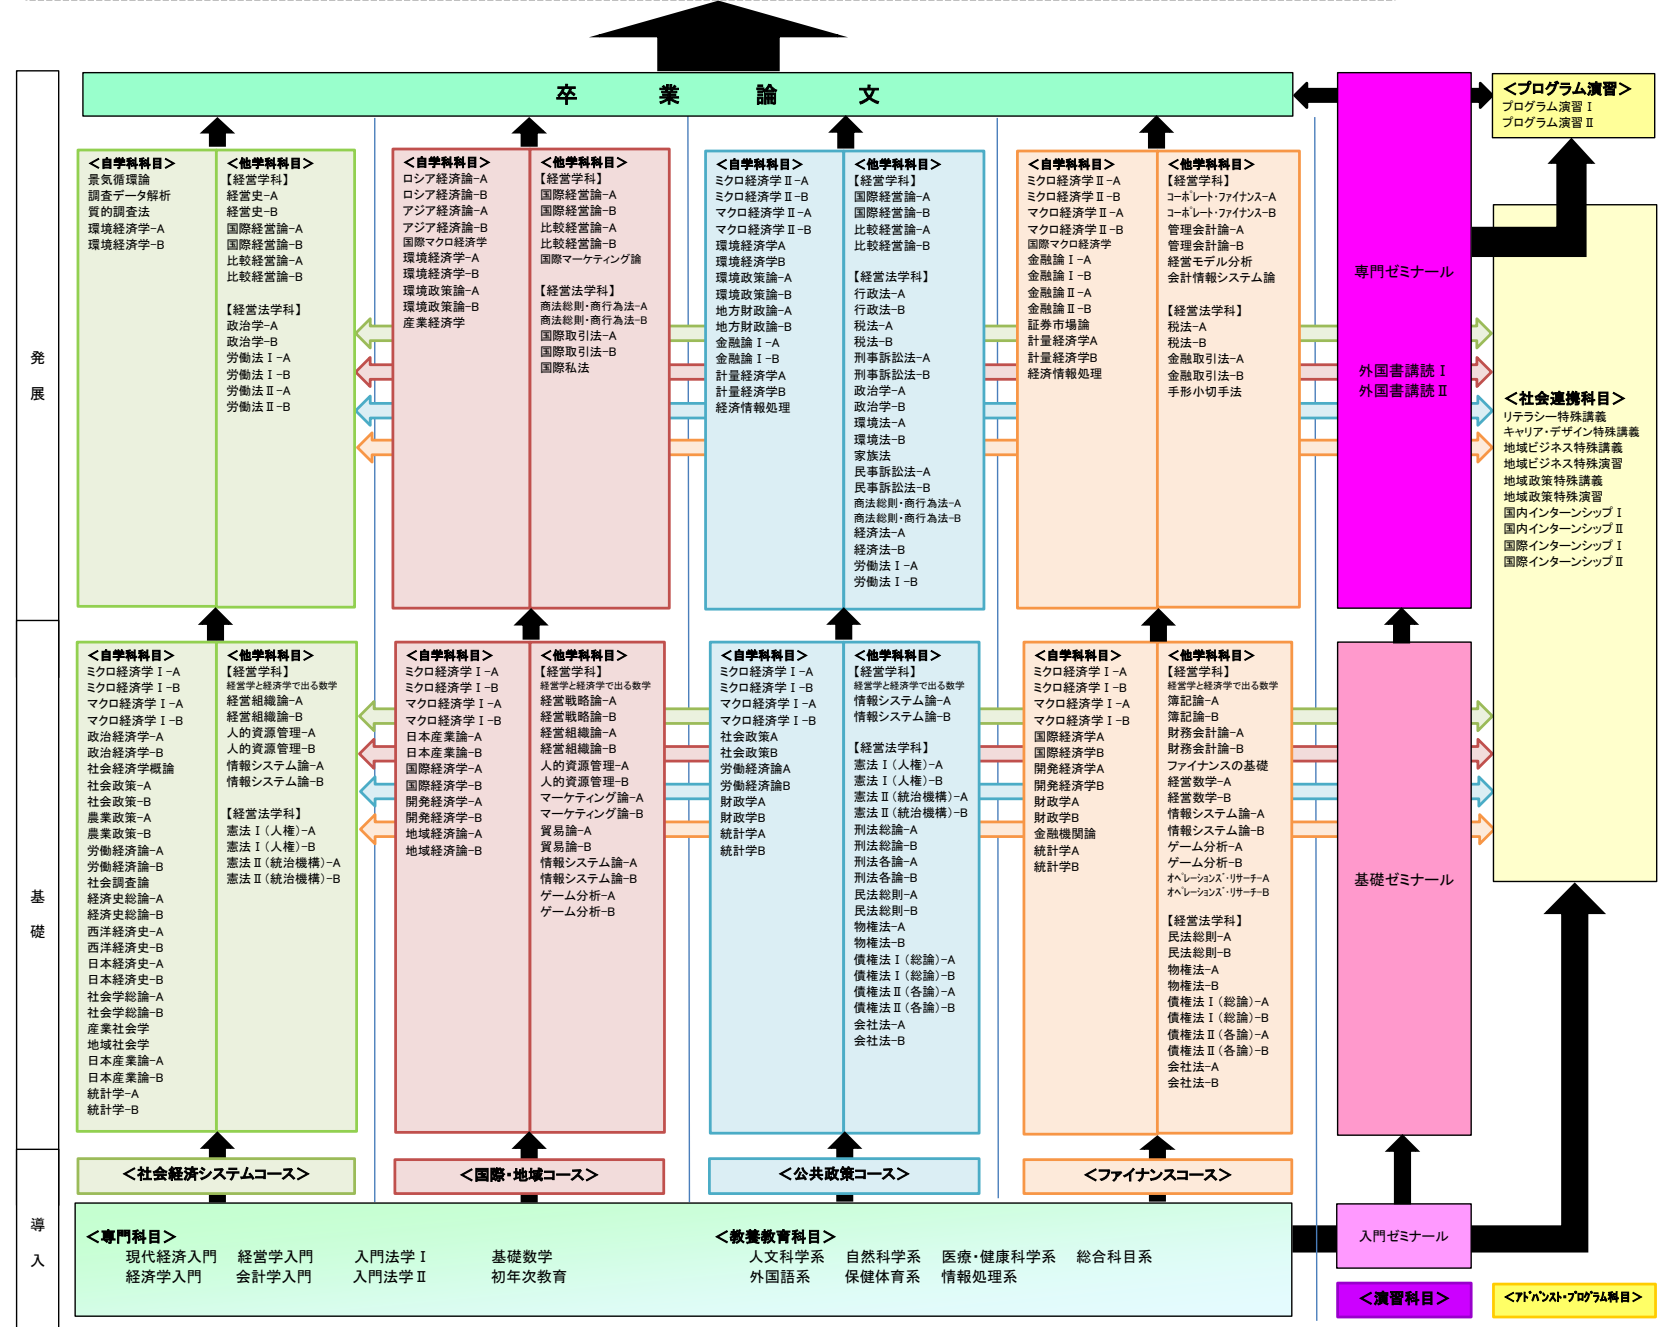 卒業論文
発展
＜自学科科目＞
景気循環論
調査データ解析
質的調査法
環境経済学-A
環境経済学-B
＜他学科科目＞
【経営学科】
経営史-A
経営史-B
国際経営論-A
国際経営論-B
比較経営論-A
比較経営論-B
【経営法学科】
政治学-A
政治学-B
労働法Ⅰ-A
労働法Ⅰ-B
労働法Ⅱ-A
労働法Ⅱ-B
＜自学科科目＞
ロシア経済論-A
ロシア経済論-B
アジア経済論-A
アジア経済論-B
国際マクロ経済学
環境経済学-A
環境経済学-B
環境政策論-A
環境政策論-B
産業経済学
＜他学科科目＞
【経営学科】
国際経営論-A
国際経営論-B
比較経営論-A
比較経営論-B
国際マーケティング論
【経営法学科】
商法総則・商行為法-A
商法総則・商行為法-B
国際取引法-A
国際取引法-B
国際私法
＜自学科科目＞
ミクロ経済学Ⅱ-A
ミクロ経済学Ⅱ-B
マクロ経済学Ⅱ-A
マクロ経済学Ⅱ-B
環境経済学A
環境経済学B
環境政策論-A
環境政策論-B
地方財政論-A
地方財政論-B
金融論Ⅰ-A
金融論Ⅰ-B
計量経済学A
計量経済学B
経済情報処理
＜他学科科目＞
【経営学科】
国際経営論-A
国際経営論-B
比較経営論-A
比較経営論-B
【経営法学科】
行政法-A
行政法-B
税法-A
税法-B
刑事訴訟法-A
刑事訴訟法-B
政治学-A
政治学-B
環境法-A
環境法-B
家族法
民事訴訟法-A
民事訴訟法-B
商法総則・商行為法-A
商法総則・商行為法-B
経済法-A
経済法-B
労働法Ⅰ-A
労働法Ⅰ-B
＜自学科科目＞
ミクロ経済学Ⅱ-A
ミクロ経済学Ⅱ-B
マクロ経済学Ⅱ-A
マクロ経済学Ⅱ-B
国際マクロ経済学
金融論Ⅰ-A
金融論Ⅰ-B
金融論Ⅱ-A
金融論Ⅱ-B
証券市場論
計量経済学A
計量経済学B
経済情報処理
＜他学科科目＞
【経営学科】
ｺｰﾎﾟﾚｰﾄ・ﾌｧｲﾅﾝｽ-A
ｺｰﾎﾟﾚｰﾄ・ﾌｧｲﾅﾝｽ-B
管理会計論-A
管理会計論-B
経営モデル分析
会計情報システム論
【経営法学科】
税法-A
税法-B
金融取引法-A
金融取引法-B
手形小切手法
専門ゼミナール
外国書講読Ⅰ
外国書講読Ⅱ
＜プログラム演習＞
プログラム演習Ⅰ
プログラム演習Ⅱ
＜社会連携科目＞
リテラシー特殊講義
キャリア・デザイン特殊講義
地域ビジネス特殊講義
地域ビジネス特殊演習
地域政策特殊講義
地域政策特殊演習
国内インターンシップⅠ
国内インターンシップⅡ
国際インターンシップⅠ
国際インターンシップⅡ
基礎
＜自学科科目＞
ミクロ経済学Ⅰ-A
ミクロ経済学Ⅰ-B
マクロ経済学Ⅰ-A
マクロ経済学Ⅰ-B
政治経済学-A
政治経済学-B
社会経済学概論
社会政策-A
社会政策-B
農業政策-A
農業政策-B
労働経済論-A
労働経済論-B
社会調査論
経済史総論-A
経済史総論-B
西洋経済史-A
西洋経済史-B
日本経済史-A
日本経済史-B
社会学総論-A
社会学総論-B
産業社会学
地域社会学
日本産業論-A
日本産業論-B
統計学-A
統計学-B
＜他学科科目＞
【経営学科】
経営学と経済学で出る数学
経営組織論-A
経営組織論-B
人的資源管理-A
人的資源管理-B
情報システム論-A
情報システム論-B
【経営法学科】
憲法Ⅰ（人権）-A
憲法Ⅰ（人権）-B
憲法Ⅱ（統治機構）-A
憲法Ⅱ（統治機構）-B
＜自学科科目＞
ミクロ経済学Ⅰ-A
ミクロ経済学Ⅰ-B
マクロ経済学Ⅰ-A
マクロ経済学Ⅰ-B
日本産業論-A
日本産業論-B
国際経済学-A
国際経済学-B
開発経済学-A
開発経済学-B
地域経済論-A
地域経済論-B
＜他学科科目＞
【経営学科】
経営学と経済学で出る数学
経営戦略論-A
経営戦略論-B
経営組織論-A
経営組織論-B
人的資源管理-A
人的資源管理-B
マーケティング論-A
マーケティング論-B
貿易論-A
貿易論-B
情報システム論-A
情報システム論-B
ゲーム分析-A
ゲーム分析-B
＜自学科科目＞
ミクロ経済学Ⅰ-A
ミクロ経済学Ⅰ-B
マクロ経済学Ⅰ-A
マクロ経済学Ⅰ-B
社会政策A
社会政策B
労働経済論A
労働経済論B
財政学A
財政学B
統計学A
統計学B
＜他学科科目＞
【経営学科】
経営学と経済学で出る数学
情報システム論-A
情報システム論-B
【経営法学科】
憲法Ⅰ（人権）-A
憲法Ⅰ（人権）-B
憲法Ⅱ（統治機構）-A
憲法Ⅱ（統治機構）-B
刑法総論-A
刑法総論-B
刑法各論-A
刑法各論-B
民法総則-A
民法総則-B
物権法-A
物権法-B
債権法Ⅰ（総論）-A
債権法Ⅰ（総論）-B
債権法Ⅱ（各論）-A
債権法Ⅱ（各論）-B
会社法-A
会社法-B
＜自学科科目＞
ミクロ経済学Ⅰ-A
ミクロ経済学Ⅰ-B
マクロ経済学Ⅰ-A
マクロ経済学Ⅰ-B
国際経済学A
国際経済学B
開発経済学A
開発経済学B
財政学A
財政学B
金融機関論
統計学A
統計学B
＜他学科科目＞
【経営学科】
経営学と経済学で出る数学
簿記論-A
簿記論-B
財務会計論-A
財務会計論-B
ファイナンスの基礎
経営数学-A
経営数学-B
情報システム論-A
情報システム論-B
ゲーム分析-A
ゲーム分析-B
ｵﾍﾟﾚｰｼｮﾝｽﾞ・ﾘｻｰﾁ-A
ｵﾍﾟﾚｰｼｮﾝｽﾞ・ﾘｻｰﾁ-B
【経営法学科】
民法総則-A
民法総則-B
物権法-A
物権法-B
債権法Ⅰ（総論）-A
債権法Ⅰ（総論）-B
債権法Ⅱ（各論）-A
債権法Ⅱ（各論）-B
会社法-A
会社法-B
基礎ゼミナール
＜社会経済システムコース＞
＜国際・地域コース＞
＜公共政策コース＞
＜ファイナンスコース＞
導入
＜専門科目＞
現代経済入門 経営学入門 入門法学Ⅰ 基礎数学
経済学入門 会計学入門 入門法学Ⅱ 初年次教育
＜教養教育科目＞
人文科学系 自然科学系 医療・健康科学系 総合科目系
外国語系 保健体育系 情報処理系
入門ゼミナール
＜演習科目＞
＜ｱﾄﾞﾊﾞﾝｽﾄ・ﾌﾟﾛｸﾞﾗﾑ科目＞